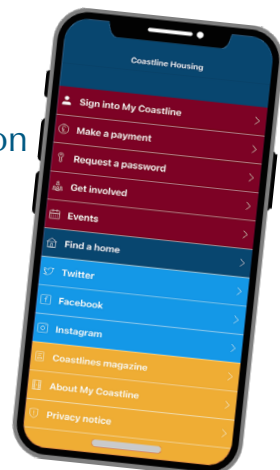 on
Coastline Housing
Sign into My Coastline
Make a payment
Request a password
Get involved
Events
Find a home
Twitter
Facebook
Instagram
Coastlines magazine
About My Coastline
Privacy notice